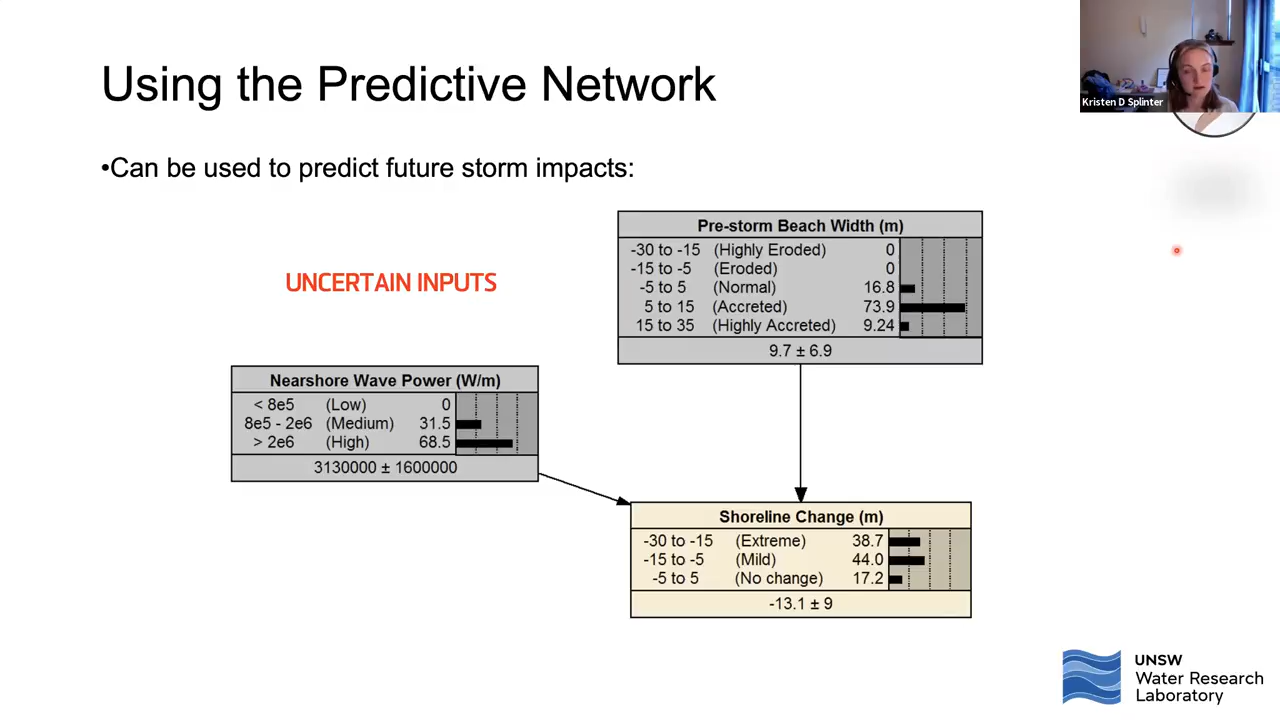 Using the Predictive Network
Kristen D Splinter
•Can be used to predict future storm impacts:
UNCERTAIN INPUTS
Pre-storm Beach Width (m)
-30 to -15 (Highly Eroded) 0
-15 to -5 (Eroded) 0
-5 to 5 (Normal) 16.8
5 to 15 (Accreted) 73.9
15 to 35 (Highly Accreted) 9.24
9.7 ± 6.9
Nearshore Wave Power (W/m)
< 8e5 (Low) 0
8e5 - 2e6 (Medium) 31.5
> 2e6 (High) 68.5
3130000 ± 1600000
Shoreline Change (m)
-30 to -15 (Extreme) 38.7
-15 to -5 (Mild) 44.0
-5 to 5 (No change) 17.2
-13.1 ± 9
UNSW
Water Research
Laboratory